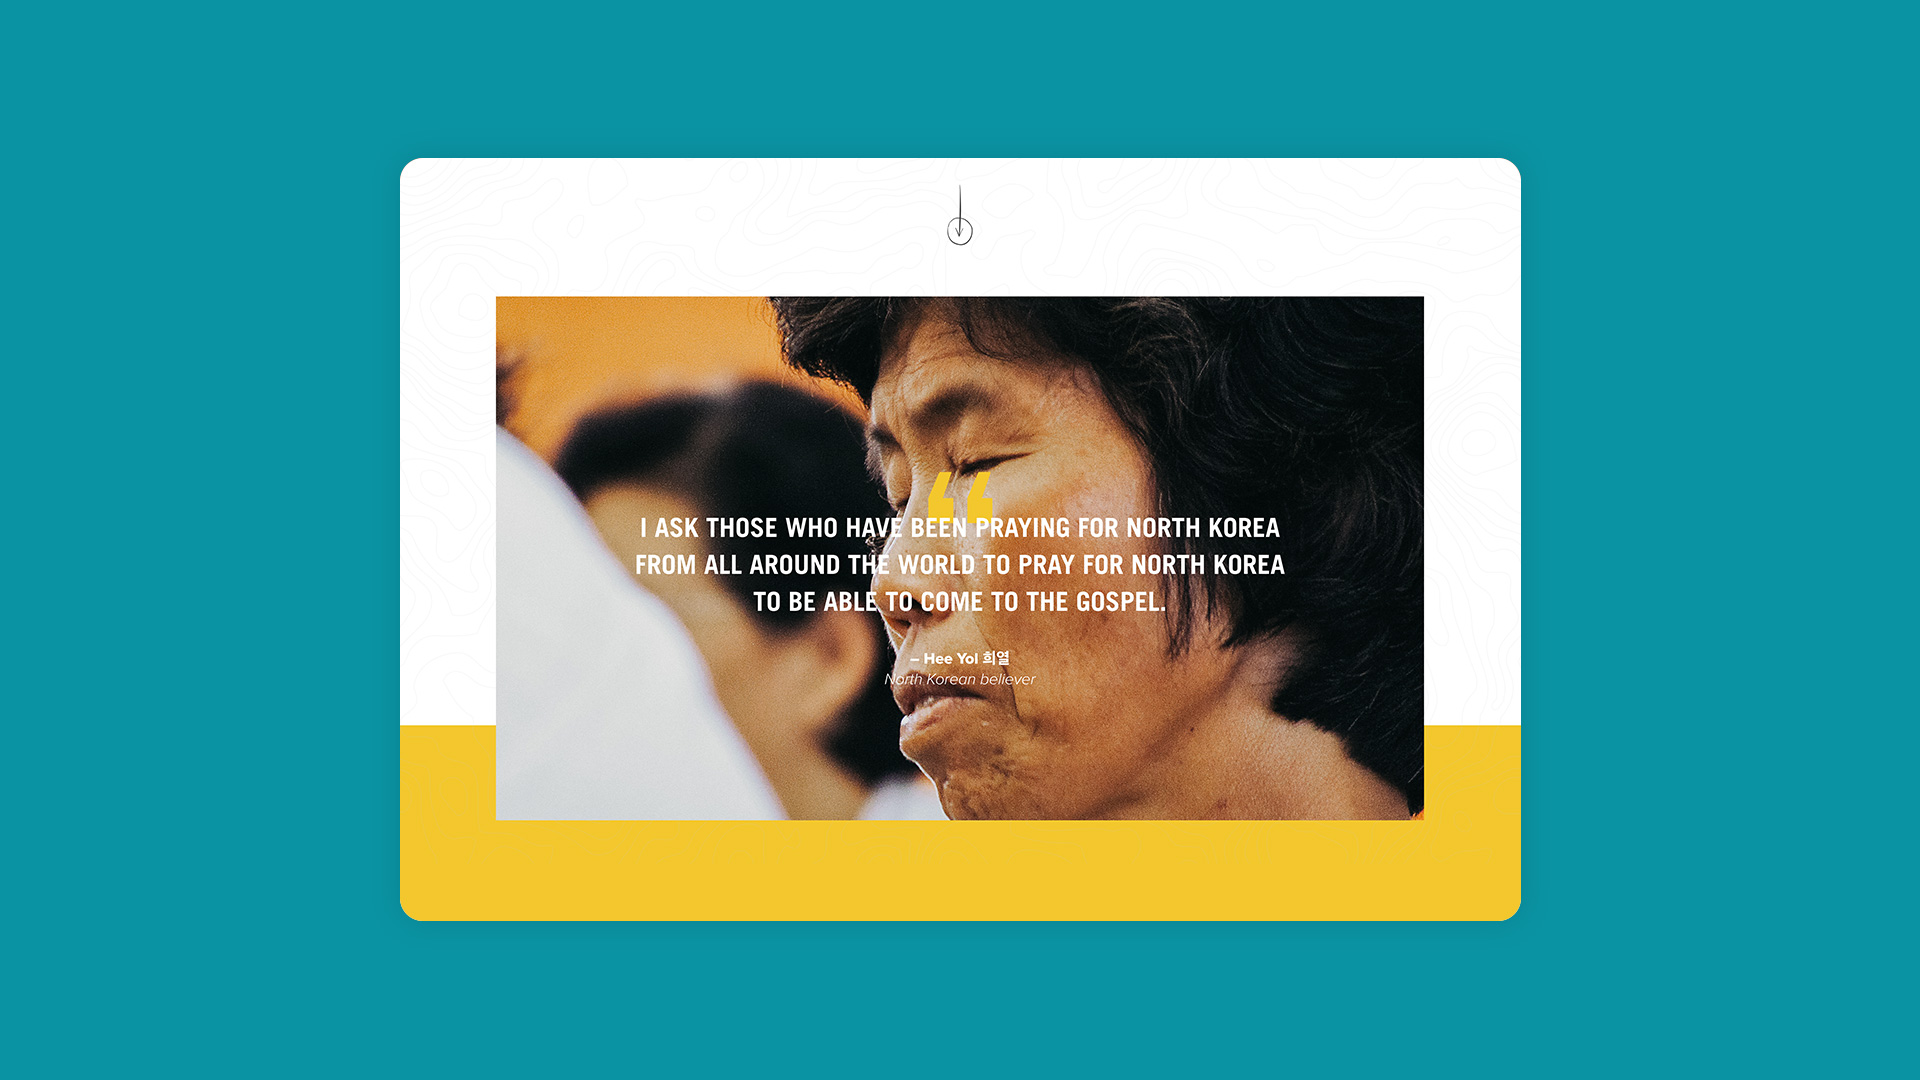 “
I ASK THOSE WHO HAVE BEEN PRAYING FOR NORTH KOREA
FROM ALL AROUND THE WORLD TO PRAY FOR NORTH KOREA
TO BE ABLE TO COME TO THE GOSPEL.
– Hee Yol 희열
North Korean believer